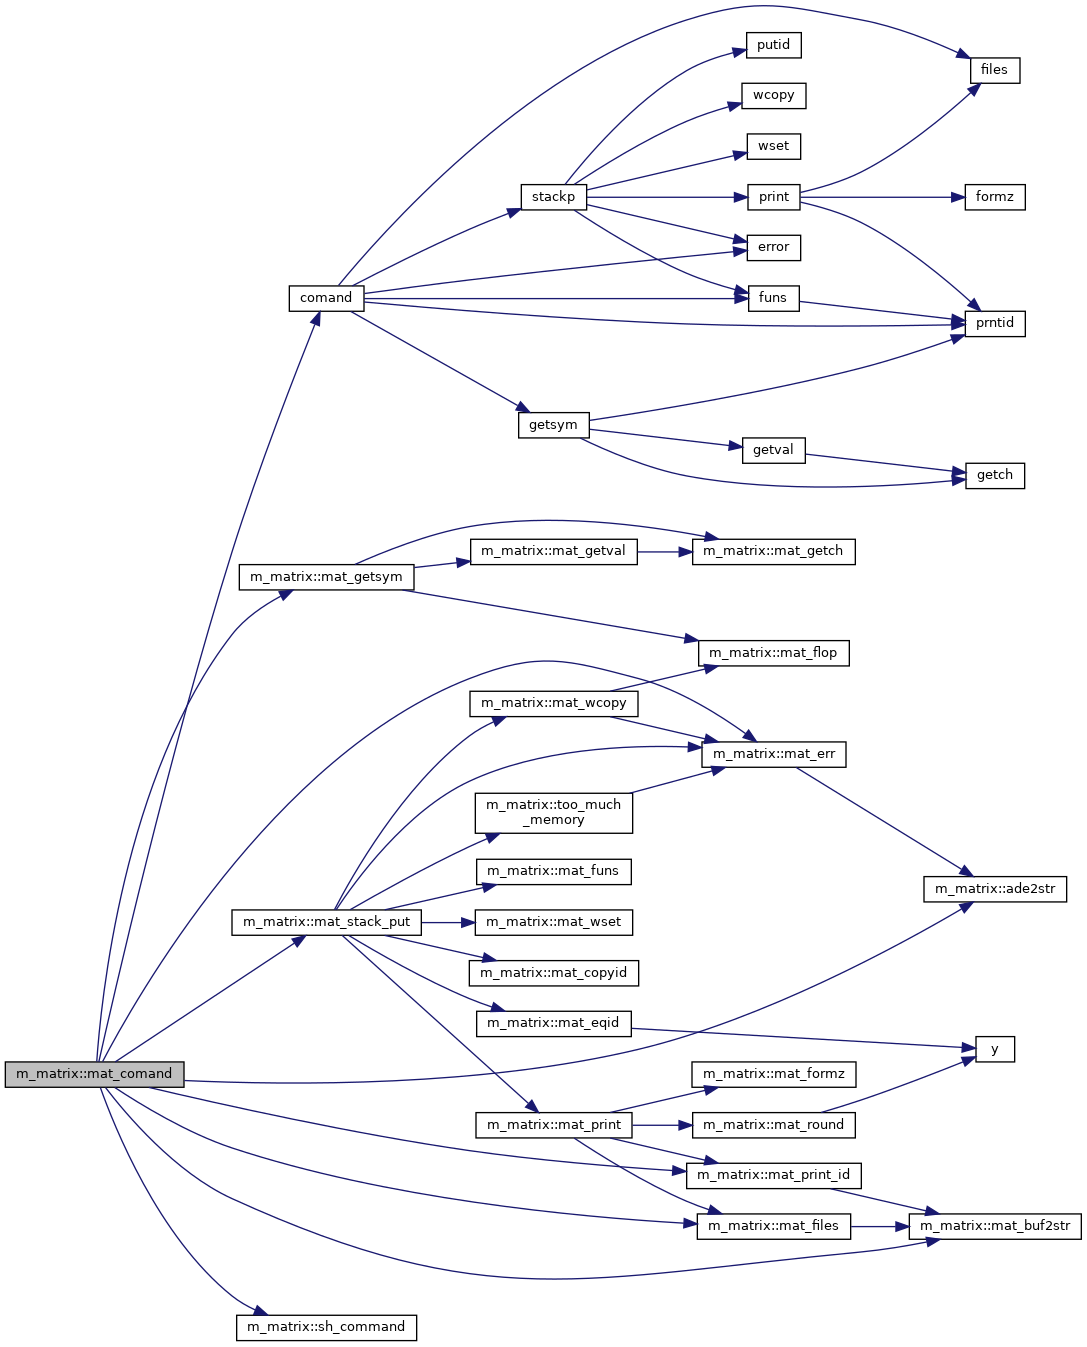 putid
files
wcopy
wset
stackp
print
formz
error
comand
funs
prntid
getsym
getval
getch
m_matrix::mat_getval
m_matrix::mat_getch
m_matrix::mat_getsym
m_matrix::mat_flop
m_matrix::mat_wcopy
m_matrix::mat_err
m_matrix::too_much
_memory
m_matrix::mat_funs
m_matrix::ade2str
m_matrix::mat_stack_put
m_matrix::mat_wset
m_matrix::mat_copyid
m_matrix::mat_eqid
y
m_matrix::mat_comand
m_matrix::mat_formz
m_matrix::mat_print
m_matrix::mat_round
m_matrix::mat_print_id
m_matrix::mat_files
m_matrix::mat_buf2str
m_matrix::sh_command